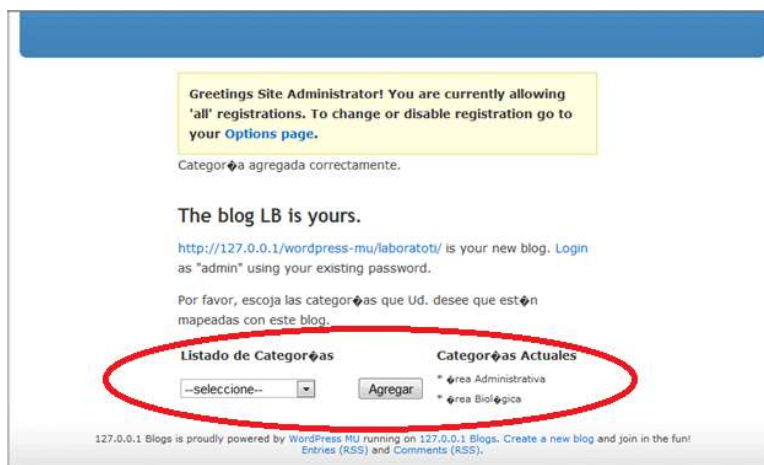 Greetings Site Administrator! You are currently allowing
'all' registrations. To change or disable registration go to
your Options page.
Categor�a agregada correctamente.
The blog LB is yours.
http://127.0.0.1/wordpress-mu/laboratoti/ is your new blog. Login
as "admin" using your existing password.
Por favor, escoja las categor�as que Ud. desee que est�n
mapeadas con este blog.
Listado de Categor�as
--seleccione--
Agregar
Categor�as Actuales
* �rea Administrativa
* �rea Biol�gica
127.0.0.1 Blogs is proudly powered by WordPress MU running on 127.0.0.1 Blogs. Create a new blog and join in the fun!
Entries (RSS) and Comments (RSS).